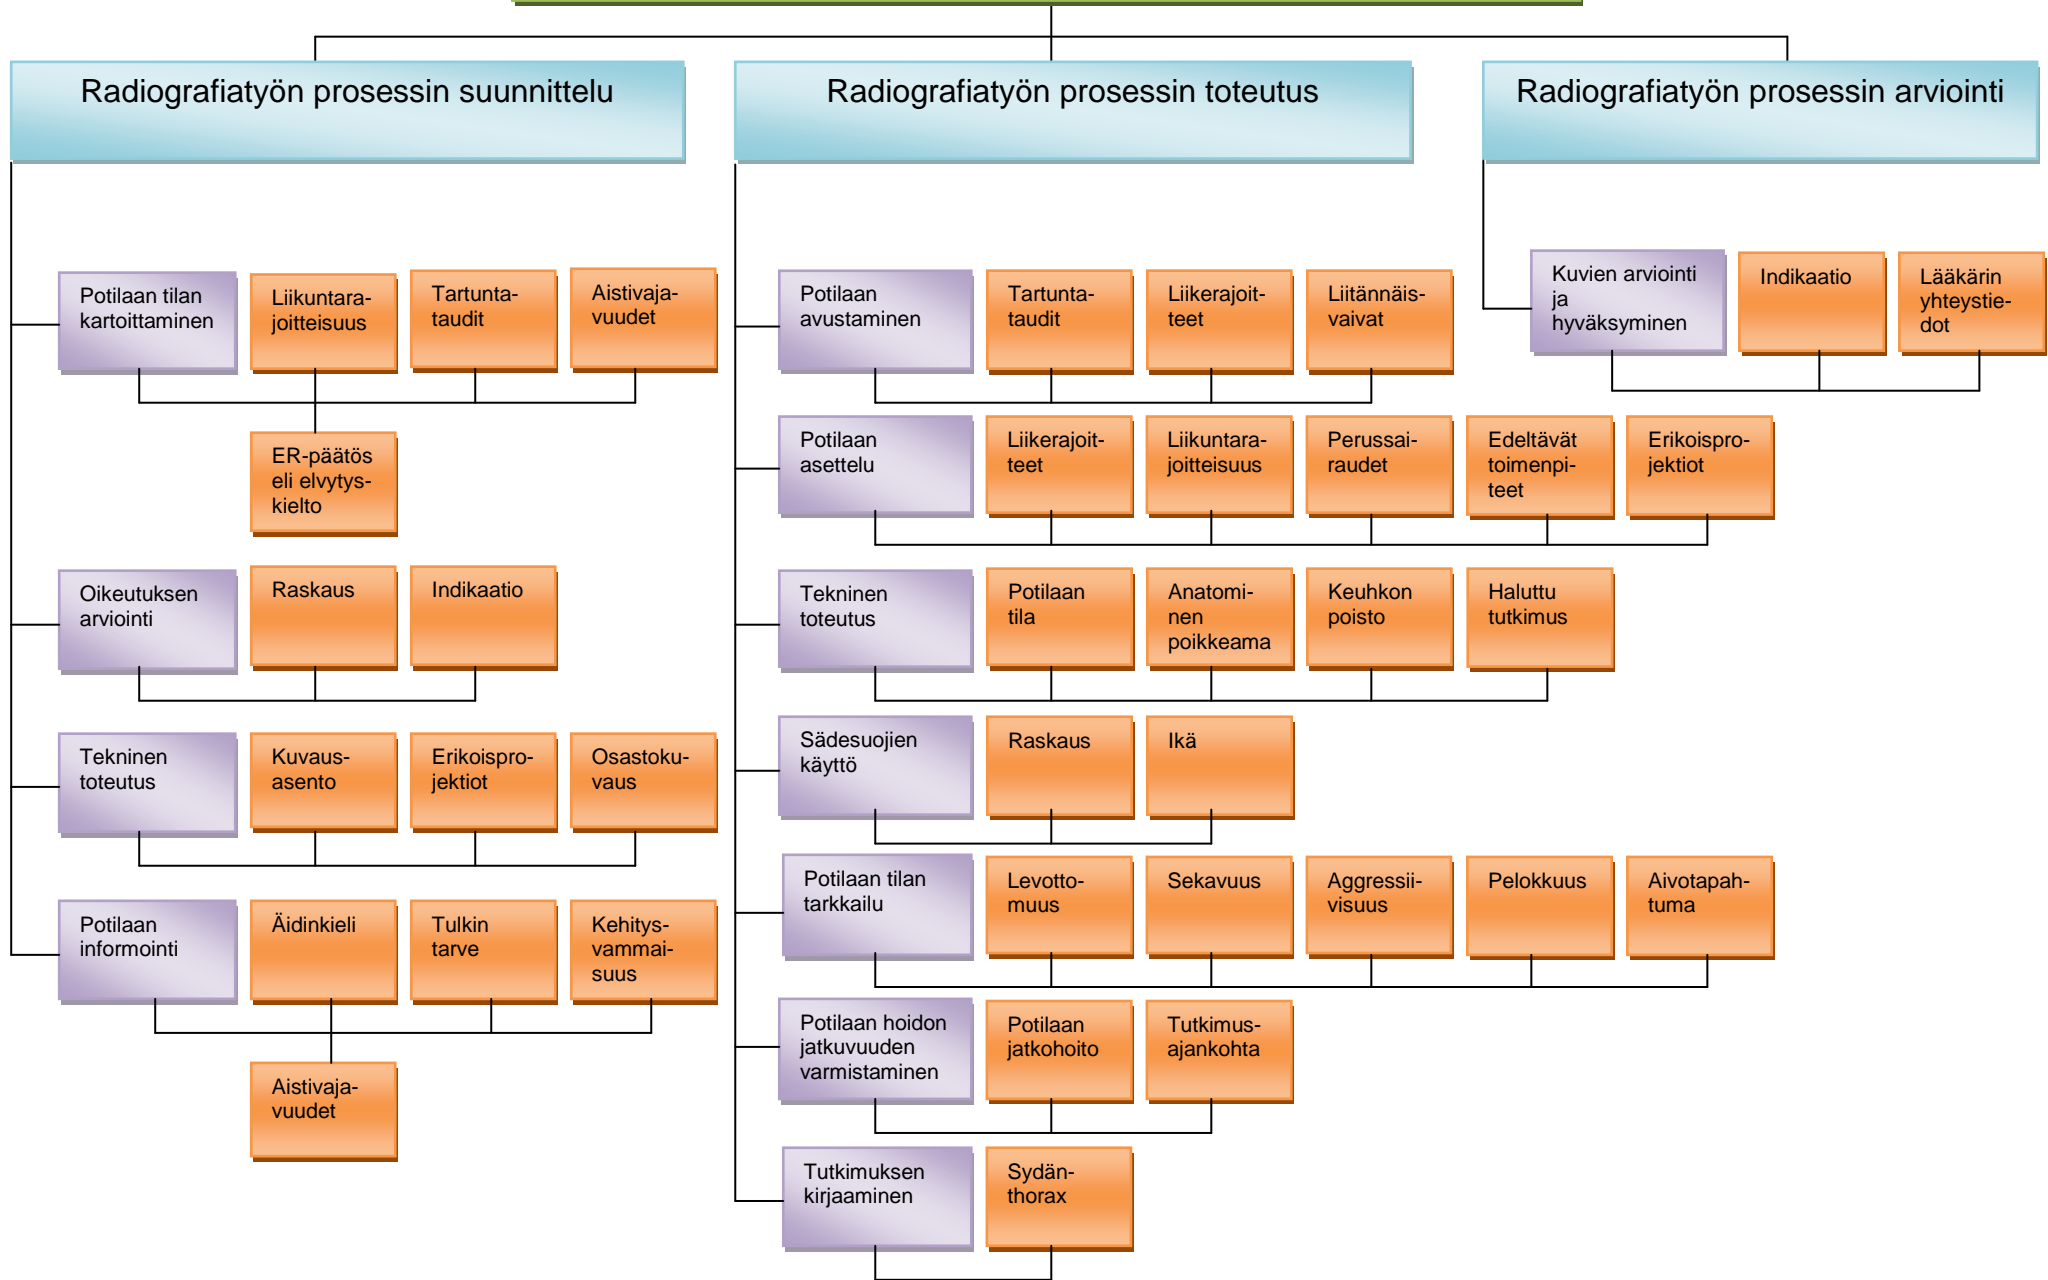 Radiografiatyön prosessin suunnittelu
Potilaan tilan
kartoittaminen
Liikuntara-
joitteisuus
Tartunta-
taudit
Aistivaja-
vuudet
ER-päätös
eli elvytys-
kielto
Oikeutuksen
arviointi
Raskaus
Indikaatio
Tekninen
toteutus
Kuvaus-
asento
Erikoispro-
jektiot
Osastoku-
vaus
Potilaan
informointi
Äidinkieli
Tulkin
tarve
Kehitys-
vammai-
suus
Aistivaja-
vuudet
Radiografiatyön prosessin toteutus
Potilaan
avustaminen
Tartunta-
taudit
Liikerajoit-
teet
Liitännäis-
vaivat
Potilaan
asettelu
Liikerajoit-
teet
Liikuntara-
joitteisuus
Perussai-
raudet
Edeltävät
toimenpi-
teet
Erikoispro-
jektiot
Tekninen
toteutus
Potilaan
tila
Anatomi-
nen
poikkeama
Keuhkon
poisto
Haluttu
tutkimus
Sädesuojien
käyttö
Raskaus
Ikä
Potilaan tilan
tarkkailu
Levotto-
muus
Sekavuus
Aggressii-
visuus
Pelokkuus
Aivotapah-
tuma
Potilaan hoidon
jatkuvuuden
varmistaminen
Potilaan
jatkohoito
Tutkimus-
ajankohta
Tutkimuksen
kirjaaminen
Sydän-
thorax
Radiografiatyön prosessin arviointi
Kuvien arviointi
ja
hyväksyminen
Indikaatio
Lääkärin
yhteystie-
dot